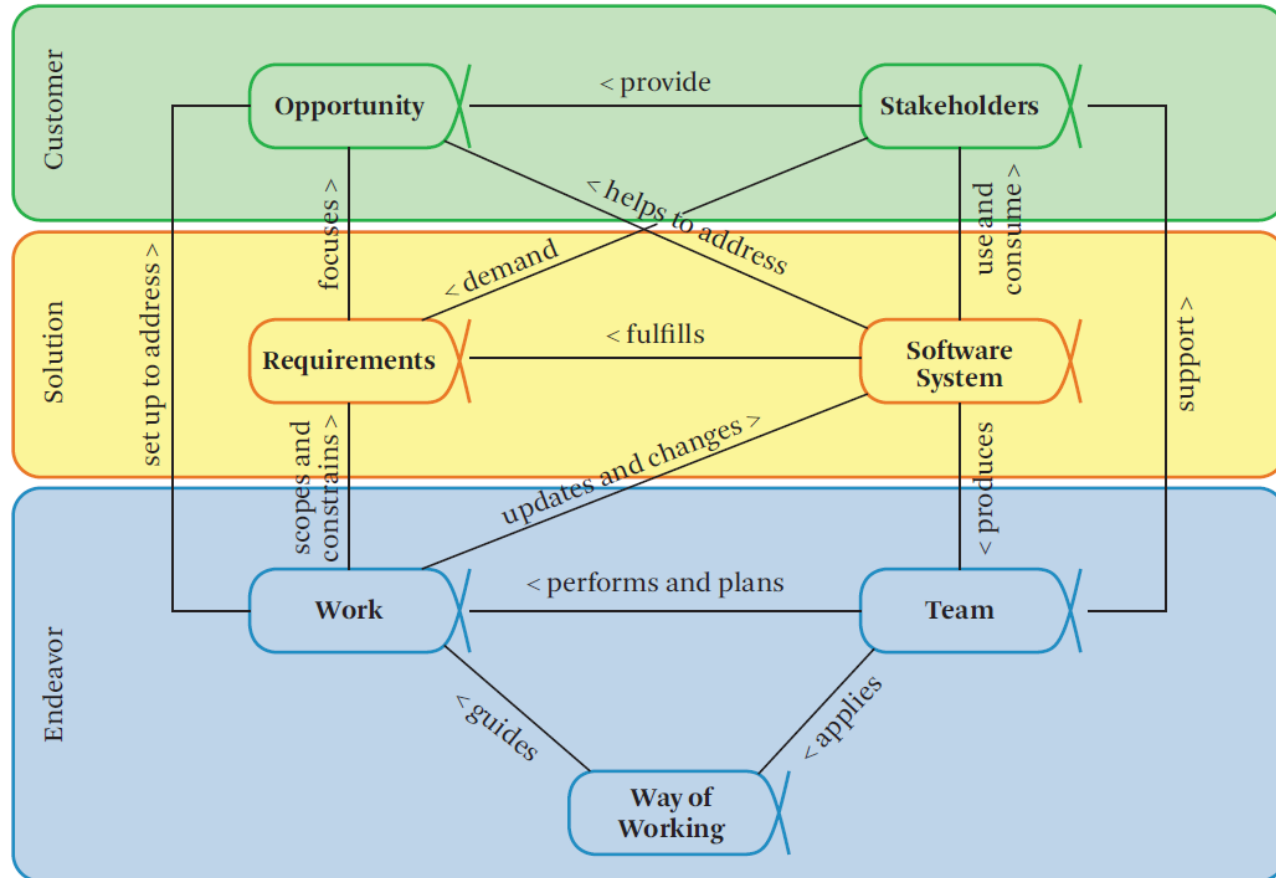 Customer
Opportunity
< provide
Stakeholders
focuses >
< helps to address
< demand
use and
consume >
set up to address >
support >
Solution
Requirements
< fulfills
Software
System
scopes and
constrains >
updates and changes >
< produces
Endeavor
Work
< performs and plans
Team
< guides
< applies
Way of
Working